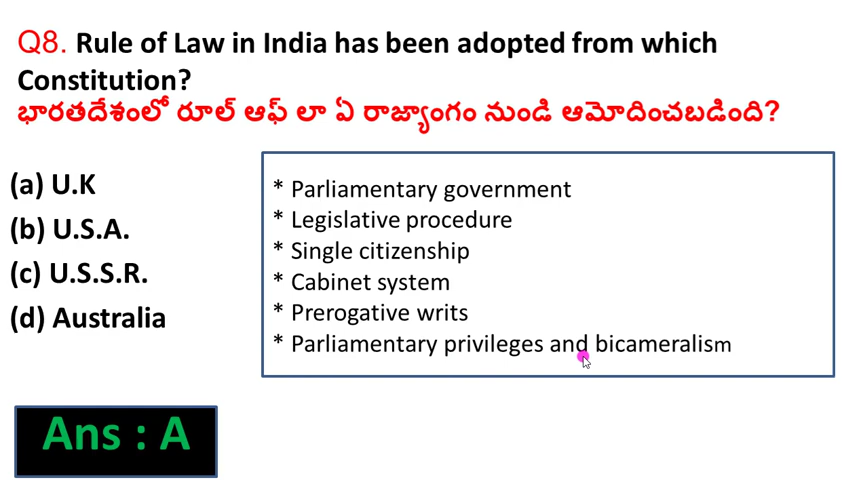 Q8. Rule of Law in India has been adopted from which
Constitution?
భారతదేశంలో రూల్ ఆఫ్ లా ఏ రాజ్యాంగం నుండి ఆమోదించబడింది?
(a) U.K
(b) U.S.A.
(c) U.S.S.R.
(d) Australia
* Parliamentary government
* Legislative procedure
* Single citizenship
* Cabinet system
* Prerogative writs
* Parliamentary privileges and bicameralism
Ans : A